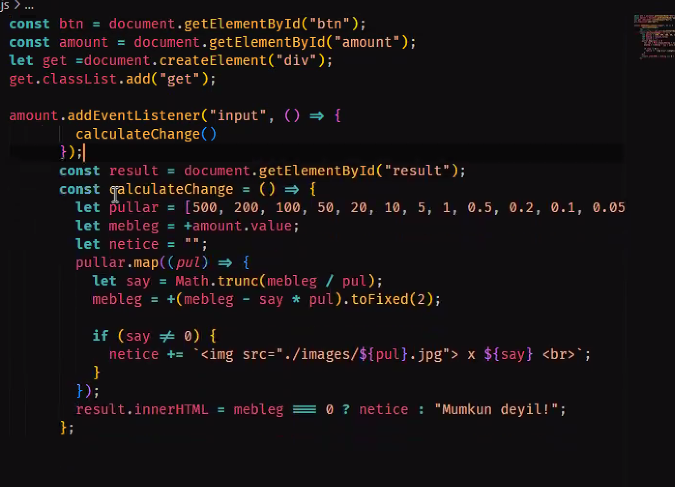 js > ...
const btn = document.getElementById("btn");
const amount = document.getElementById("amount");
let get =document.createElement("div");
get.classList.add("get");
amount.addEventListener("input", () => {
calculateChange()
});
const result = document.getElementById("result");
const calculateChange = () => {
let pullar = [500, 200, 100, 50, 20, 10, 5, 1, 0.5, 0.2, 0.1, 0.05
let mebleg = +amount.value;
let netice = "";
pullar.map((pul) => {
let say = Math.trunc(mebleg / pul);
mebleg = +(mebleg - say * pul).toFixed(2);
if (say != 0) {
netice += `<img src="./images/${pul}.jpg"> x ${say} <br>`;
}
});
result.innerHTML = mebleg === 0 ? netice : "Mumkun deyil!";
};